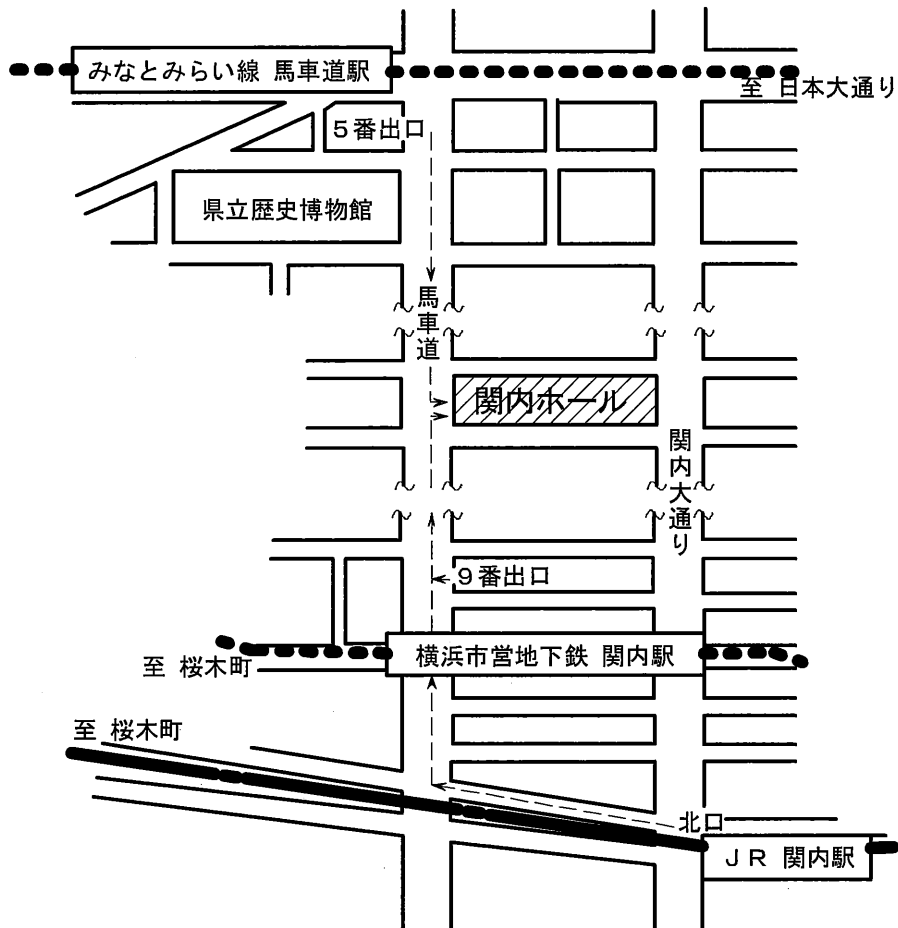 みなとみらい線 馬車道駅
至 日本大通り
5番出口
県立歴史博物館
馬車道
関内ホール
関内大通り
9番出口
横浜市営地下鉄 関内駅
至 桜木町
至 桜木町
北口
JR 関内駅